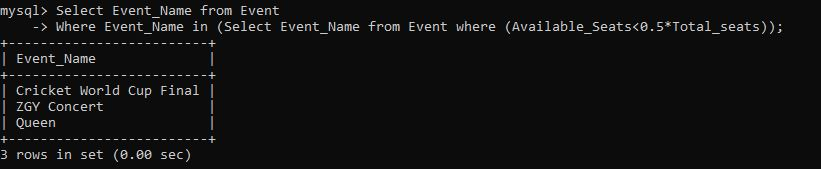 mysql> Select Event_Name from Event
    -> Where Event_Name in (Select Event_Name from Event where (Available_Seats<0.5*Total_seats));
+-------------------------+
| Event_Name              |
+-------------------------+
| Cricket World Cup Final |
| ZGY Concert             |
| Queen                   |
+-------------------------+
3 rows in set (0.00 sec)